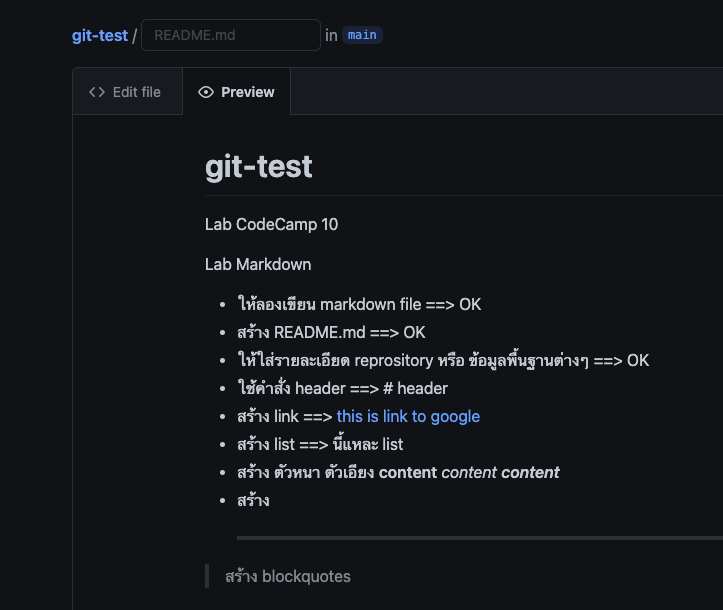 git-test / README.md in main
Edit file
Preview
git-test
Lab CodeCamp 10
Lab Markdown
ให้ลองเขียน markdown file ==> OK
สร้าง README.md ==> OK
ให้ใส่รายละเอียด reprository หรือ ข้อมูลพื้นฐานต่างๆ ==> OK
ใช้คำสั่ง header ==> # header
สร้าง link ==> this is link to google
สร้าง list ==> นี้แหละ list
สร้าง ตัวหนา ตัวเอียง content content content
สร้าง
สร้าง blockquotes